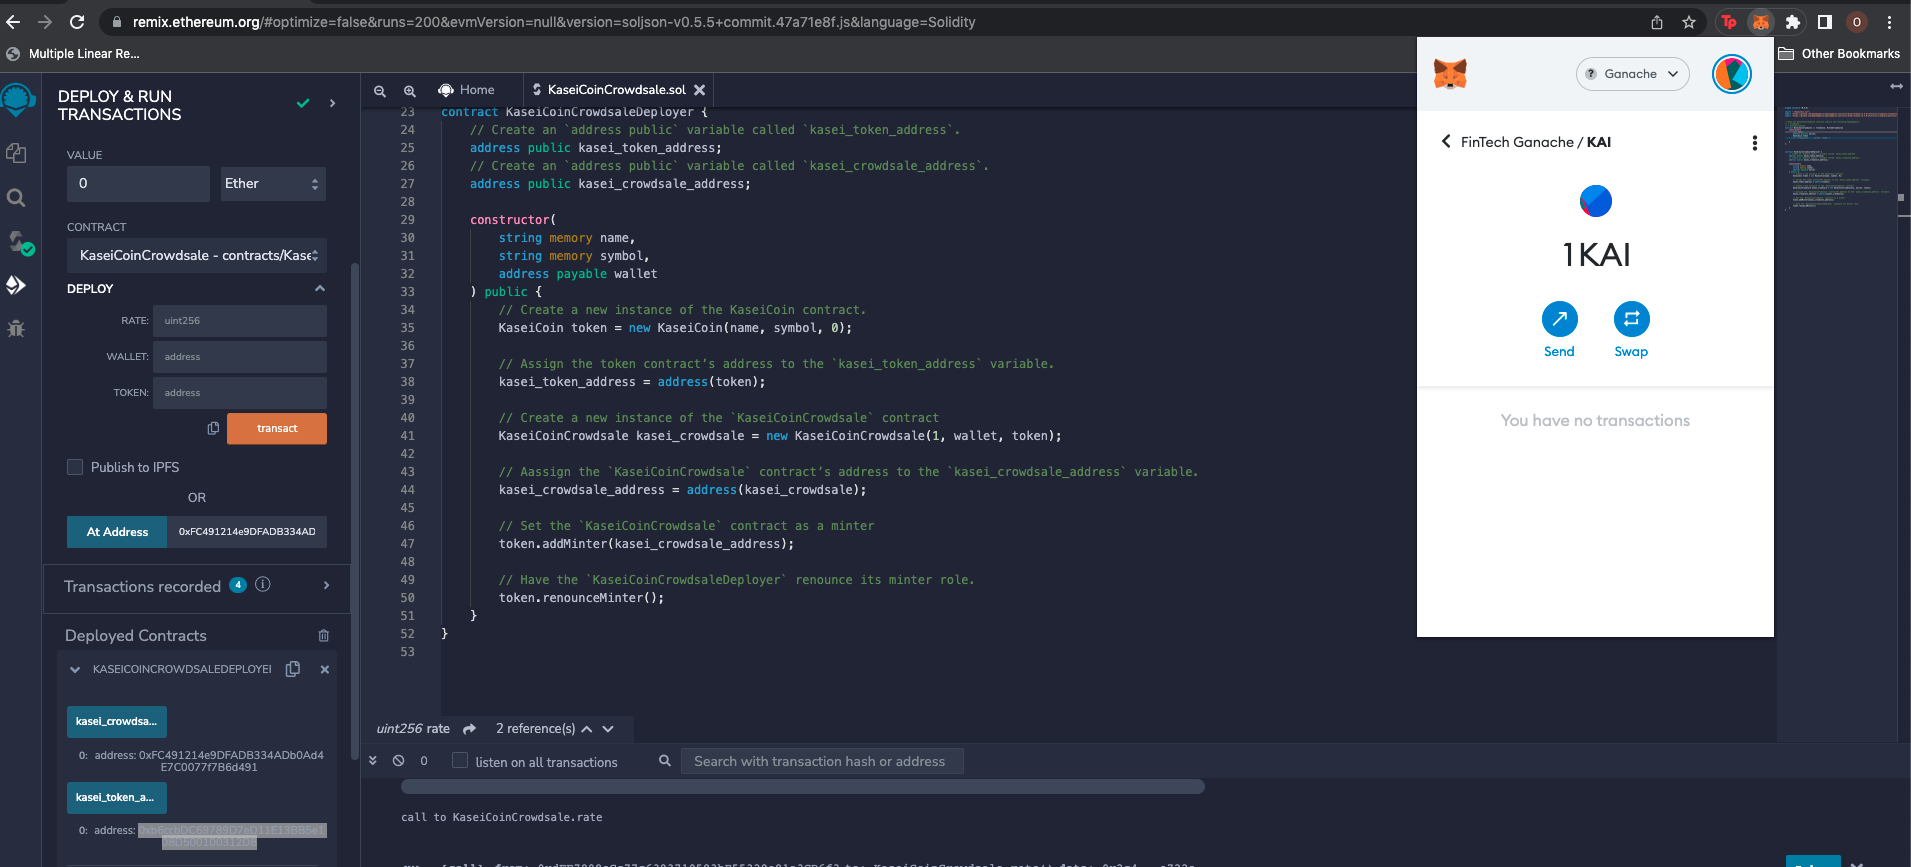 remix.ethereum.org/#optimize=false&runs=200&evmVersion=null&version=soljson-v0.5.5+commit.47a71e8f.js&language=Solidity
Tp
O
Multiple Linear Re...
Other Bookmarks
DEPLOY & RUN
TRANSACTIONS
VALUE
0
Ether
CONTRACT
KaseiCoinCrowdsale - contracts/Kase
DEPLOY
RATE:
uint256
WALLET:
address
TOKEN:
address
transact
Publish to IPFS
OR
At Address
0xFC491214e9DFADB334AD
Transactions recorded
4
Deployed Contracts
KASEICOINCROWDSALEDEPLOYE
kasei_crowdsa...
0: address: 0xFC491214e9DFADB334ADb0Ad4
E7C0077f7B6d491
kasei_token_a...
0: address:
Home
KaseiCoinCrowdsale.sol
23 contract KaseiCoinCrowdsaleDeployer {
24 // Create an `address public` variable called `kasei_token_address`.
25 address public kasei_token_address;
26 // Create an `address public` variable called `kasei_crowdsale_address`.
27 address public kasei_crowdsale_address;
28
29 constructor(
30 string memory name,
31 string memory symbol,
32 address payable wallet
33 ) public {
34 // Create a new instance of the KaseiCoin contract.
35 KaseiCoin token = new KaseiCoin(name, symbol, 0);
36
37 // Assign the token contract’s address to the `kasei_token_address` variable.
38 kasei_token_address = address(token);
39
40 // Create a new instance of the `KaseiCoinCrowdsale` contract
41 KaseiCoinCrowdsale kasei_crowdsale = new KaseiCoinCrowdsale(1, wallet, token);
42
43 // Aassign the `KaseiCoinCrowdsale` contract’s address to the `kasei_crowdsale_address` variable.
44 kasei_crowdsale_address = address(kasei_crowdsale);
45
46 // Set the `KaseiCoinCrowdsale` contract as a minter
47 token.addMinter(kasei_crowdsale_address);
48
49 // Have the `KaseiCoinCrowdsaleDeployer` renounce its minter role.
50 token.renounceMinter();
51 }
52 }
53
uint256 rate
2 reference(s)
0
listen on all transactions
Search with transaction hash or address
call to KaseiCoinCrowdsale.rate
Ganache
FinTech Ganache / KAI
1 KAI
Send
Swap
You have no transactions